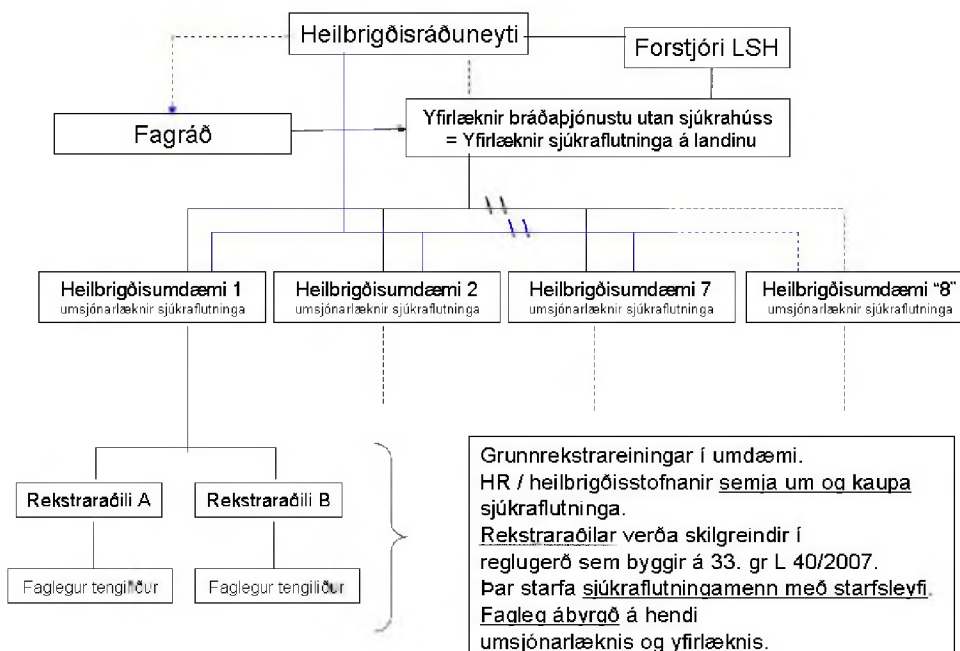 Heilbrigðisráðuneyti
Forstjóri LSH
Fagráð
Yfirlæknir bráðaþjónustu utan sjúkrahúss
= Yfirlæknir sjúkraflutninga á landinu
Heilbrigðisumdæmi 1
umsjónarlæknir sjúkraflutninga
Heilbrigðisumdæmi 2
umsjónarlæknir sjúkraflutninga
Heilbrigðisumdæmi 7
umsjónarlæknir sjúkraflutninga
Heilbrigðisumdæmi "8"
umsjónarlæknir sjúkraflutninga
Rekstraraðili A
Rekstraraðili B
Faglegur tengiliður
Faglegur tengiliður
Grunnrekstrareiningar í umdæmi.
HR / heilbrigðisstofnanir semja um og kaupa
sjúkraflutninga.
Rekstraraðilar verða skilgreindir í
reglugerð sem byggir á 33. gr L 40/2007.
Þar starfa sjúkraflutningamenn með starfsleyfi.
Fagleg ábyrgð á hendi
umsjónarlæknis og yfirlæknis.